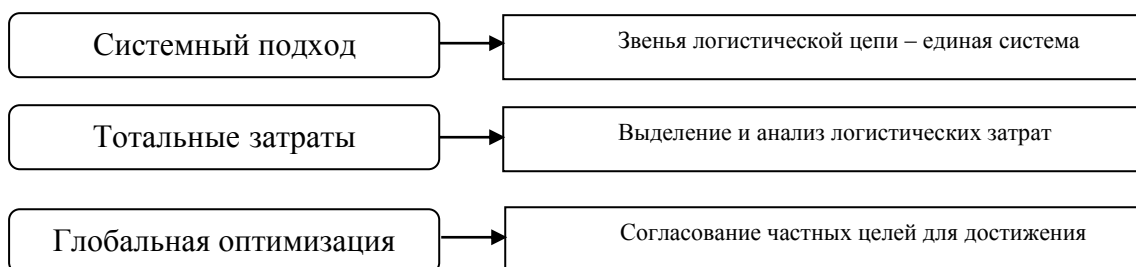 Системный подход
Звенья логистической цепи – единая система
Тотальные затраты
Выделение и анализ логистических затрат
Глобальная оптимизация
Согласование частных целей для достижения